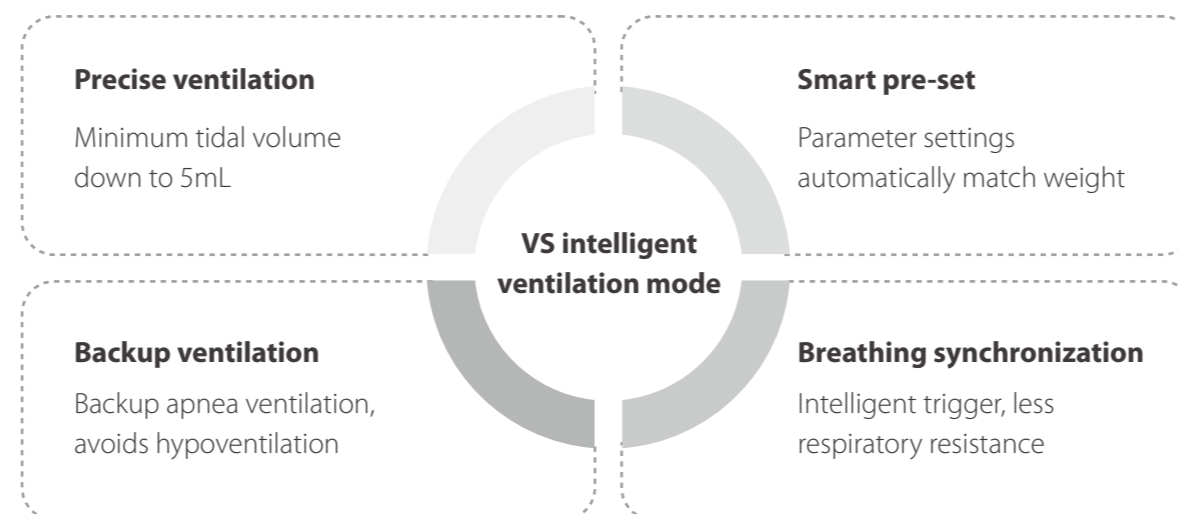 Precise ventilation
Minimum tidal volume
down to 5mL
Smart pre-set
Parameter settings
automatically match weight
VS intelligent
ventilation mode
Backup ventilation
Backup apnea ventilation,
avoids hypoventilation
Breathing synchronization
Intelligent trigger, less
respiratory resistance